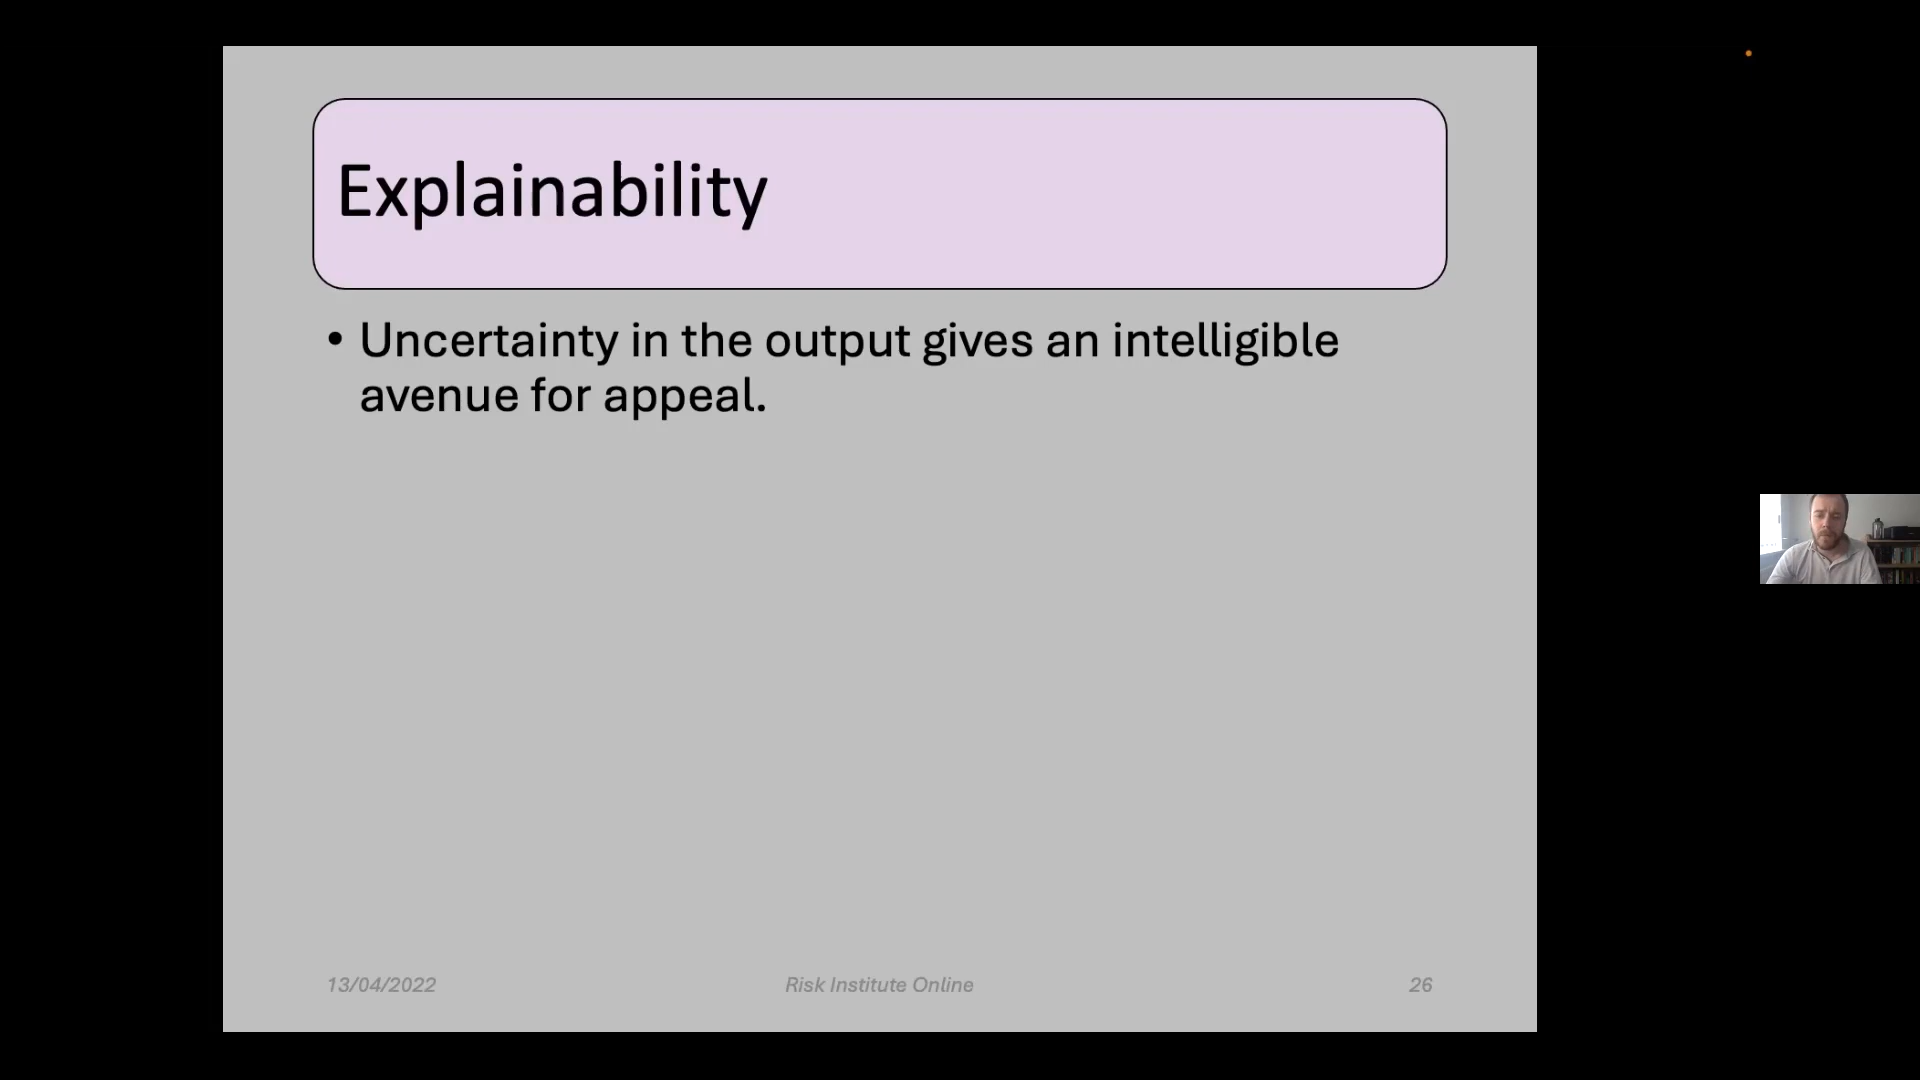 Explainability
• Uncertainty in the output gives an intelligible
avenue for appeal.
13/04/2022
Risk Institute Online
26